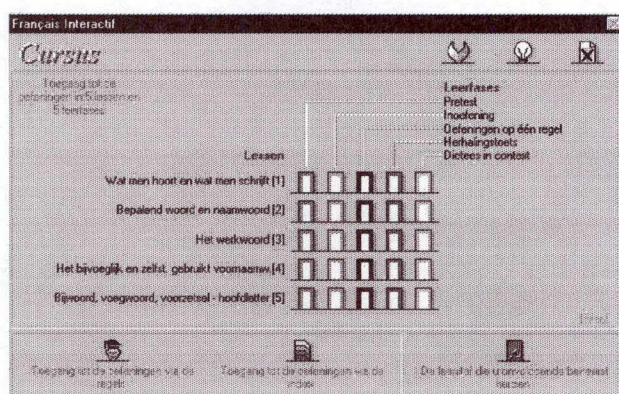 Français Interactif
Cursus
Toegang tot de
oefeningen in 5 lessen en
5 leerfases
Leerfases
Pretest
Inoefening
Oefeningen op één regel
Herhalingstoets
Dictees in context
Lessen
Wat men hoort en wat men schrijft [1]
Bepalend woord en naamwoord [2]
Het werkwoord [3]
Het bijvoeglijk en zelfst. gebruikt voornaamw. [4]
Bijwoord, voegwoord, voorzetsel - hoofdletter [5]
Toegang tot de oefeningen via de
regels
Toegang tot de oefeningen via de
index
De leesstof die u onvoldoende beheerst